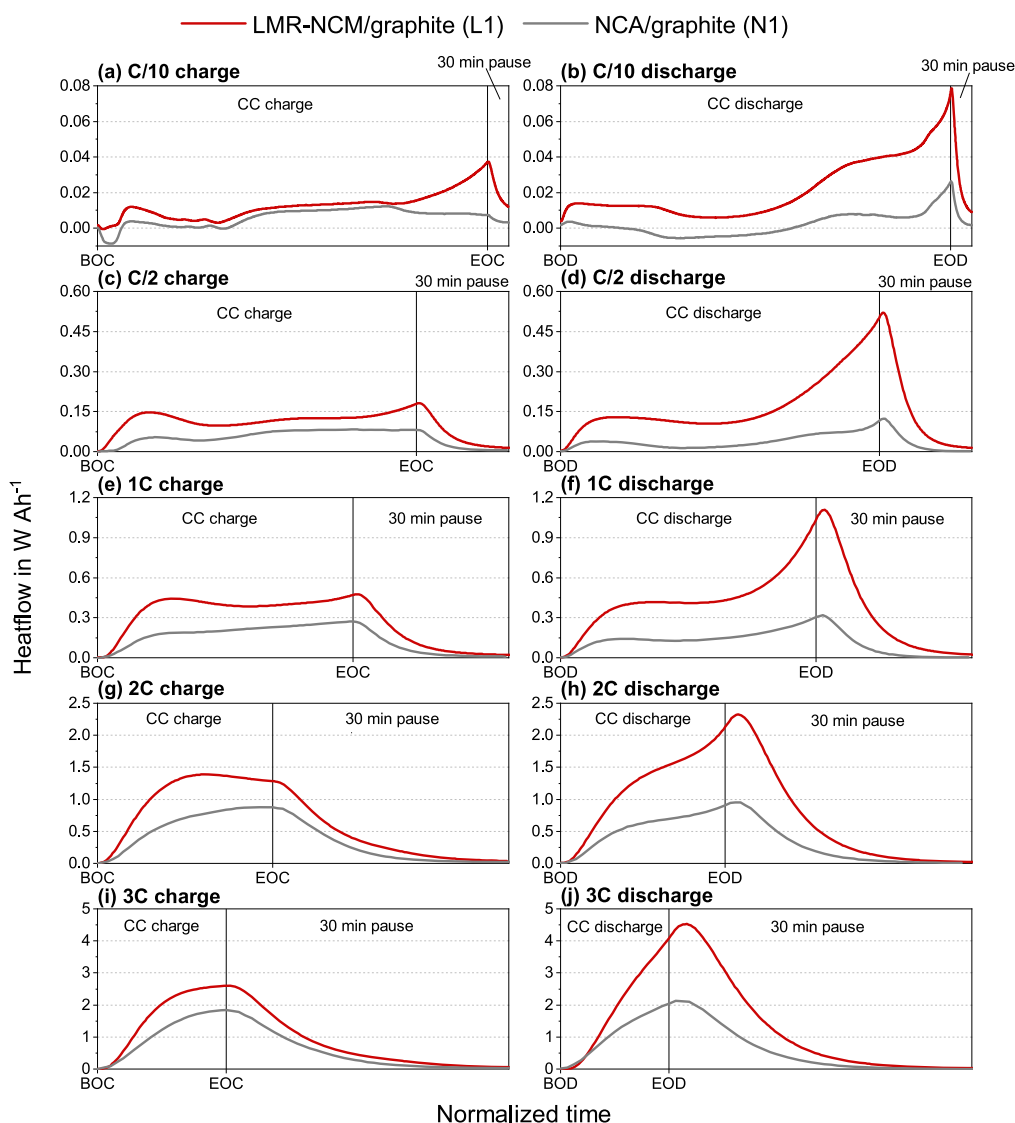 LMR-NCM/graphite (L1) NCA/graphite (N1)
(a) C/10 charge 30 min pause
CC charge
0.08
0.06
0.04
0.02
0.00
BOC EOC
(b) C/10 discharge 30 min pause
CC discharge
0.08
0.06
0.04
0.02
0.00
BOD EOD
(c) C/2 charge 30 min pause
CC charge
0.60
0.45
0.30
0.15
0.00
BOC EOC
(d) C/2 discharge 30 min pause
CC discharge
0.60
0.45
0.30
0.15
0.00
BOD EOD
(e) 1C charge
CC charge 30 min pause
1.2
0.9
0.6
0.3
0.0
BOC EOC
(f) 1C discharge
CC discharge 30 min pause
1.2
0.9
0.6
0.3
0.0
BOD EOD
(g) 2C charge
CC charge 30 min pause
2.5
2.0
1.5
1.0
0.5
0.0
BOC EOC
(h) 2C discharge
CC discharge 30 min pause
2.5
2.0
1.5
1.0
0.5
0.0
BOD EOD
(i) 3C charge
CC charge 30 min pause
5
4
3
2
1
0
BOC EOC
(j) 3C discharge
CC discharge 30 min pause
5
4
3
2
1
0
BOD EOD
Heatflow in W Ah⁻¹
Normalized time